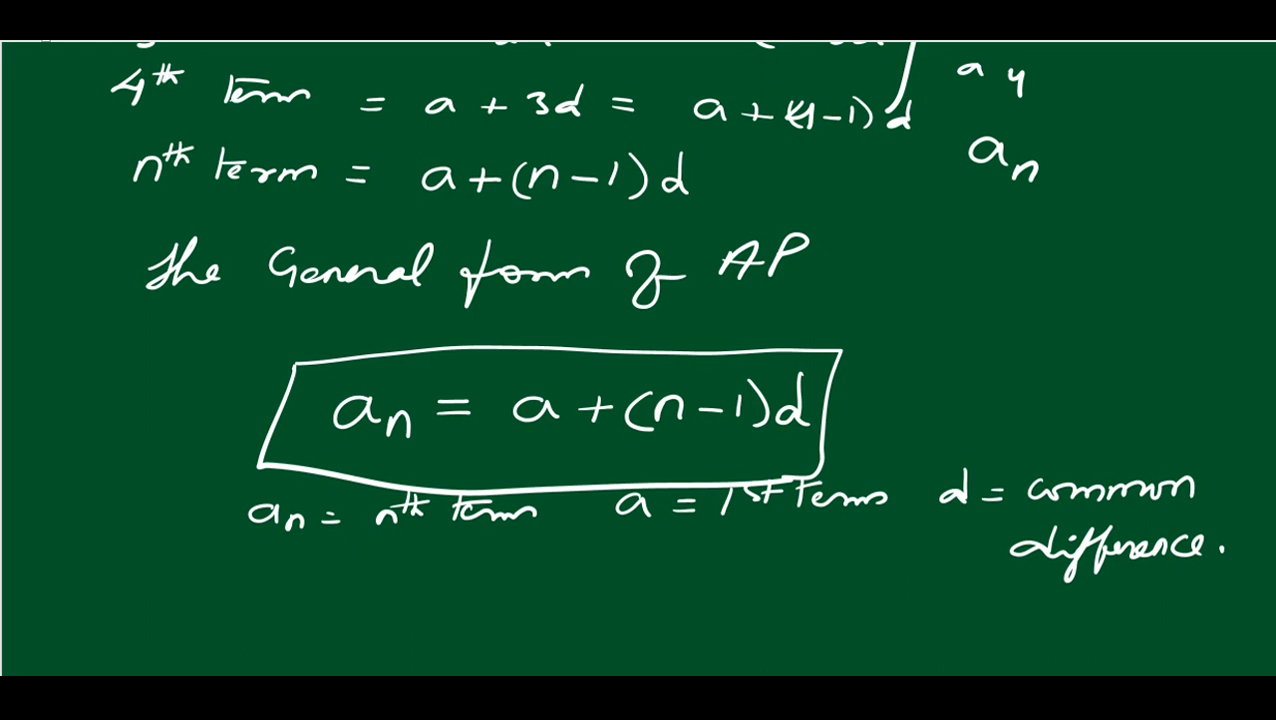 4th term = a + 3d = a + (4-1)d a4
nth term = a + (n-1)d an
The General form of AP
an = a + (n-1)d
an = nth term a = 1st term d = common
difference.